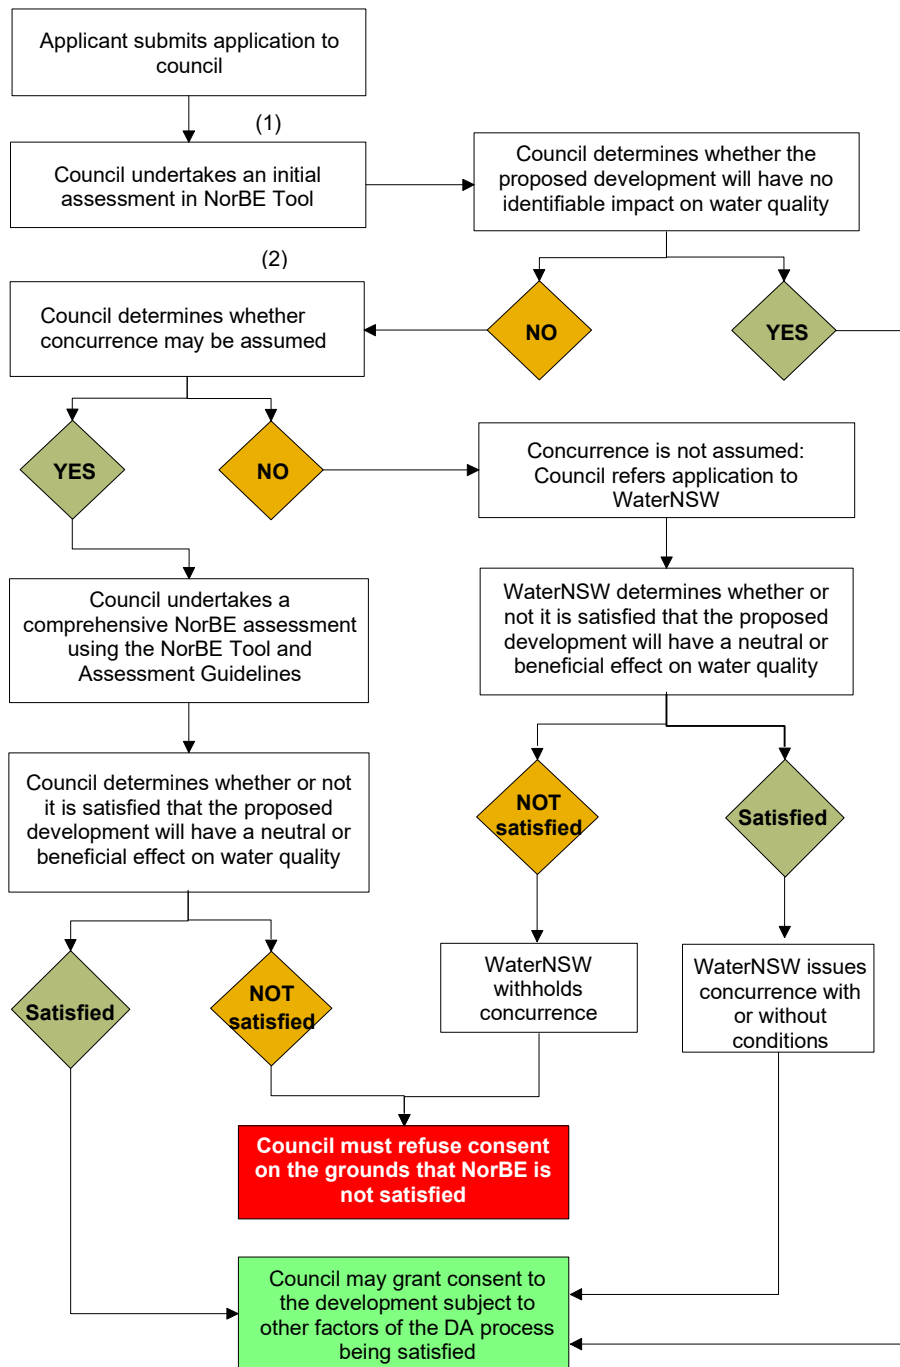 Applicant submits application to
council
(1)
Council undertakes an initial
assessment in NorBE Tool
Council determines whether the
proposed development will have no
identifiable impact on water quality
(2)
Council determines whether
concurrence may be assumed
NO
YES
YES
NO
Concurrence is not assumed:
Council refers application to
WaterNSW
Council undertakes a
comprehensive NorBE assessment
using the NorBE Tool and
Assessment Guidelines
WaterNSW determines whether or
not it is satisfied that the proposed
development will have a neutral or
beneficial effect on water quality
Council determines whether or not
it is satisfied that the proposed
development will have a neutral or
beneficial effect on water quality
NOT
satisfied
Satisfied
Satisfied
NOT
satisfied
WaterNSW
withholds
concurrence
WaterNSW issues
concurrence with
or without
conditions
Council must refuse consent
on the grounds that NorBE is
not satisfied
Council may grant consent to
the development subject to
other factors of the DA process
being satisfied